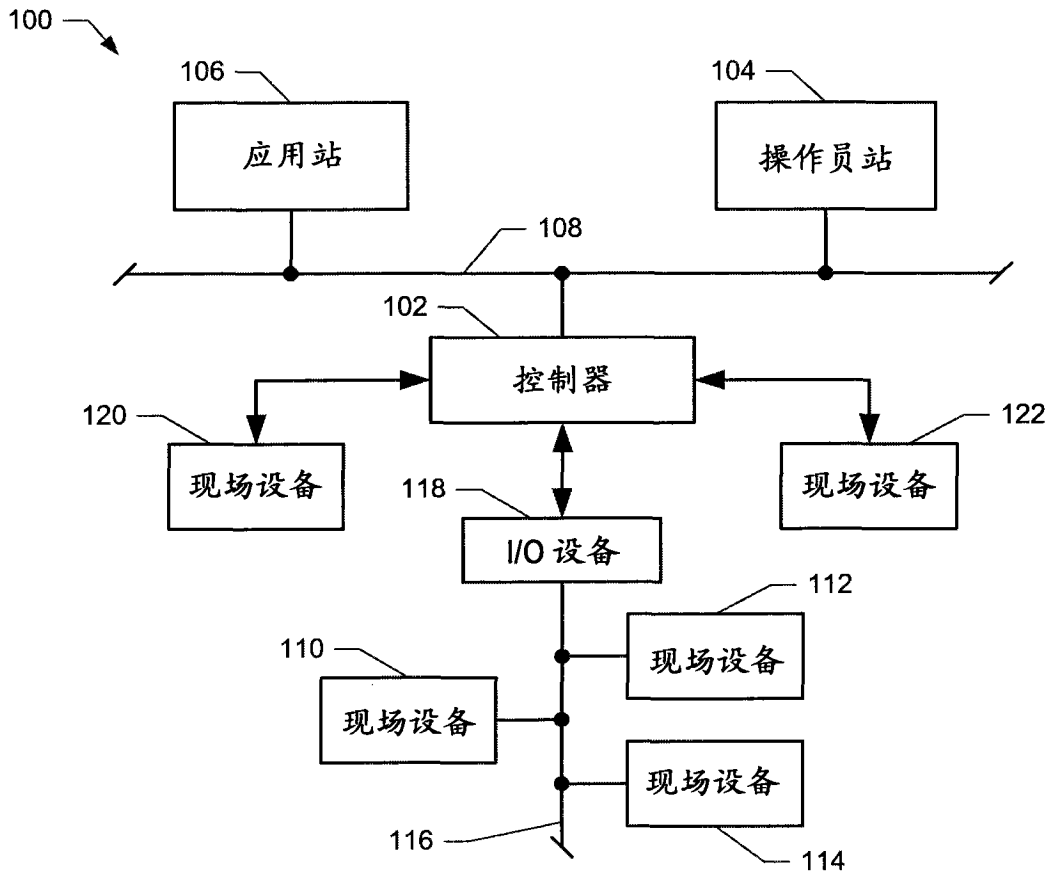 100
106
104
应用站
操作员站
108
102
控制器
120
122
现场设备
现场设备
118
I/O 设备
112
110
现场设备
现场设备
现场设备
116
114